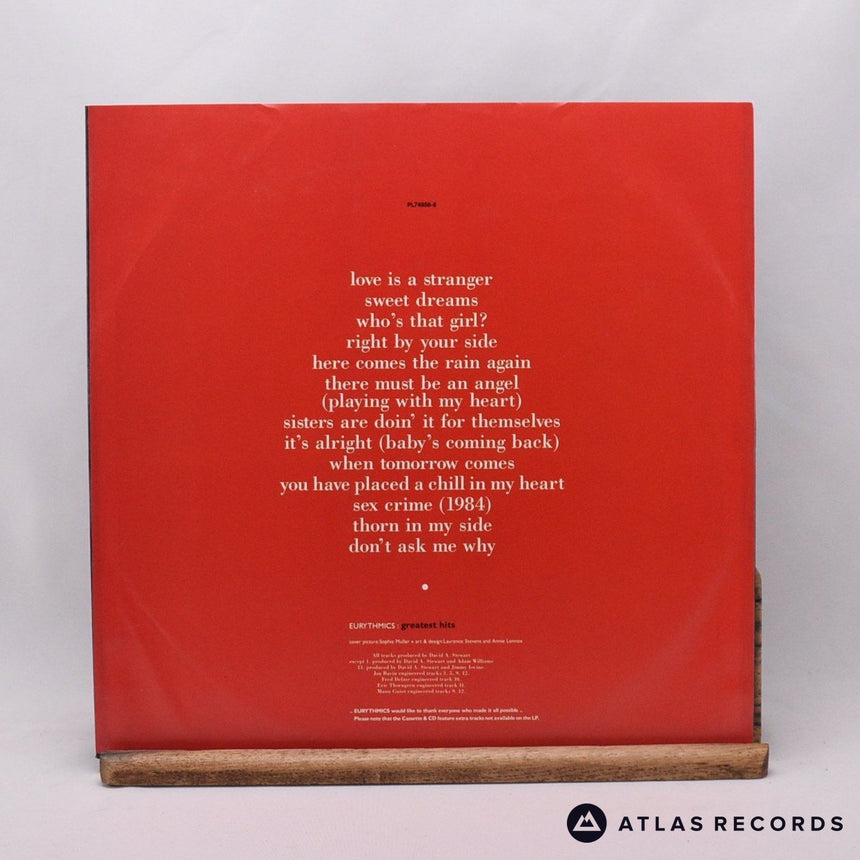 PL74856-8
love is a stranger
sweet dreams
who's that girl?
right by your side
here comes the rain again
there must be an angel
(playing with my heart)
sisters are doin' it for themselves
it's alright (baby's coming back)
when tomorrow comes
you have placed a chill in my heart
sex crime (1984)
thorn in my side
don't ask me why
EURYTHMICS greatest hits
cover picture Sophie Muller • art & design Laurence Stevens and Annie Lennox
All tracks produced by David A. Stewart
except 1. produced by David A. Stewart and Adam Williams
13. produced by David A. Stewart and Jimmy Iovine.
Jon Bavin engineered tracks
Fred Defaye engineered track 10.
Eric Thorngren engineered track 11.
Manu Guiot engineered tracks 9. 12.
.. EURYTHMICS would like to thank everyone who made it all possible ..
Please note that the Cassette & CD feature extra tracks not available on the LP.
ATLAS RECORDS